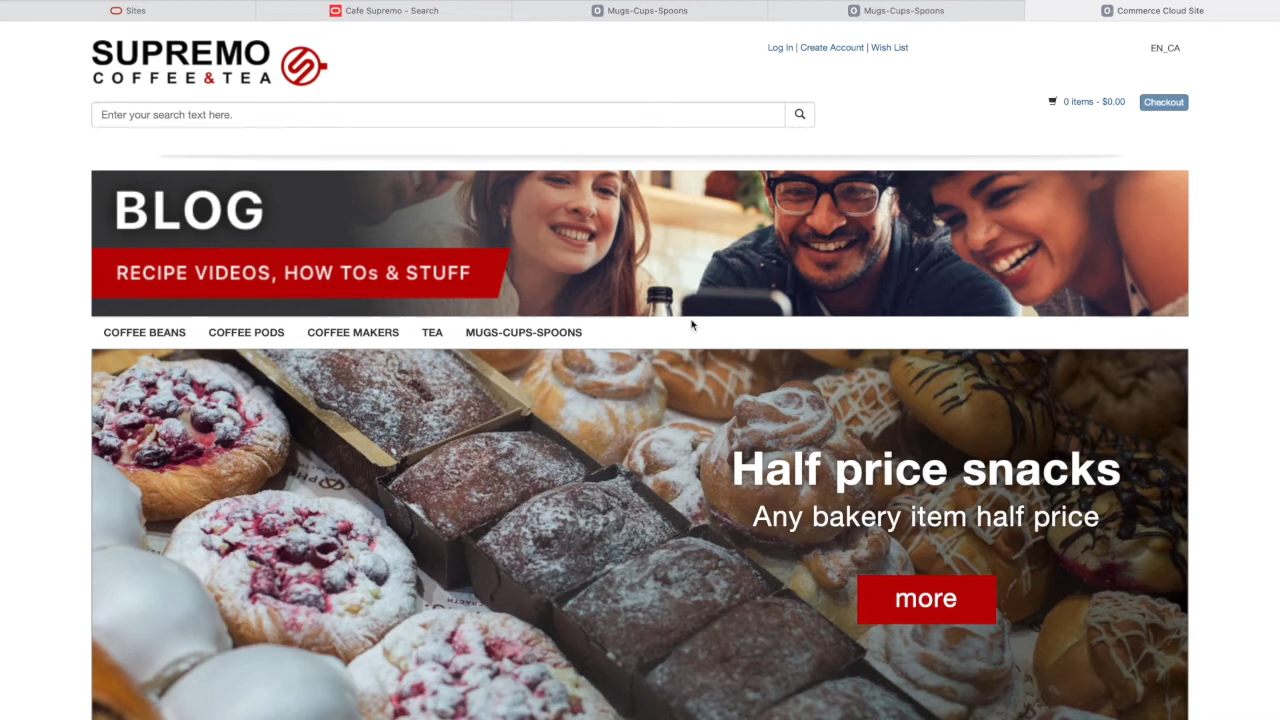 Sites
Cafe Supremo - Search
Mugs-Cups-Spoons
Mugs-Cups-Spoons
Commerce Cloud Site
SUPREMO
COFFEE & TEA
Log In | Create Account | Wish List
EN_CA
Enter your search text here.
0 items - $0.00
Checkout
BLOG
RECIPE VIDEOS, HOW TOs & STUFF
COFFEE BEANS
COFFEE PODS
COFFEE MAKERS
TEA
MUGS-CUPS-SPOONS
Half price snacks
Any bakery item half price
more